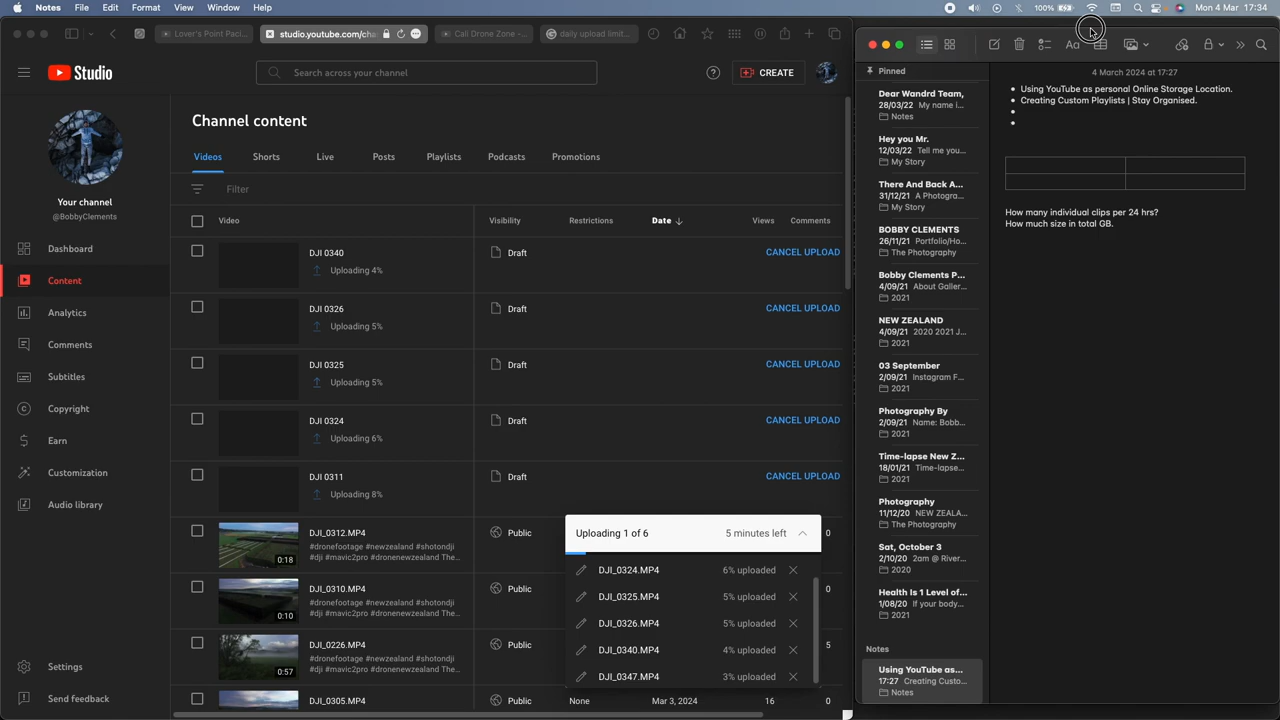 Notes File Edit Format View Window Help
100% Mon 4 Mar 17:34
Lover's Point Paci...
studio.youtube.com/cha
Call Drone Zone -...
daily upload limit...
Studio
Search across your channel
CREATE
Your channel
@BobbyClements
Dashboard
Content
Analytics
Comments
Subtitles
Copyright
Earn
Customization
Audio library
Settings
Send feedback
Channel content
Videos Shorts Live Posts Playlists Podcasts Promotions
Filter
Video Visibility Restrictions Date Views Comments
DJI 0340
Uploading 4%
Draft
CANCEL UPLOAD
DJI 0326
Uploading 5%
Draft
CANCEL UPLOAD
DJI 0325
Uploading 5%
Draft
CANCEL UPLOAD
DJI 0324
Uploading 6%
Draft
CANCEL UPLOAD
DJI 0311
Uploading 8%
Draft
CANCEL UPLOAD
0:18
DJI_0312.MP4
#dronefootage #newzealand #shotondji
#dji #mavic2pro #dronenewzealand The...
Public
0
0:10
DJI_0310.MP4
#dronefootage #newzealand #shotondji
#dji #mavic2pro #dronenewzealand The...
Public
0
0:57
DJI_0226.MP4
#dronefootage #newzealand #shotondji
#dji #mavic2pro #dronenewzealand The...
Public
5
DJI_0305.MP4
Public
None
Mar 3, 2024
16
0
Uploading 1 of 6 5 minutes left
DJI_0324.MP4 6% uploaded
DJI_0325.MP4 5% uploaded
DJI_0326.MP4 5% uploaded
DJI_0340.MP4 4% uploaded
DJI_0347.MP4 3% uploaded
Aa
Pinned
Dear Wandrd Team,
28/03/22 My name i...
Notes
Hey you Mr.
12/03/22 Tell me you...
My Story
There And Back A...
31/12/21 A Photogra...
My Story
BOBBY CLEMENTS
26/11/21 Portfolio/Ho...
The Photography
Bobby Clements P...
4/09/21 About Galler...
2021
NEW ZEALAND
4/09/21 2020 2021 J...
2021
03 September
2/09/21 Instagram F...
2021
Photography By
2/09/21 Name: Bobb...
2021
Time-lapse New Z...
18/01/21 Time-lapse...
2021
Photography
11/12/20 NEW ZEALA...
The Photography
Sat, October 3
2/10/20 2am @ River...
2020
Health Is 1 Level of...
1/08/20 If your body...
2021
Notes
Using YouTube as...
17:27 Creating Custo...
Notes
4 March 2024 at 17:27
• Using YouTube as personal Online Storage Location.
• Creating Custom Playlists | Stay Organised.
•
•
How many individual clips per 24 hrs?
How much size in total GB.